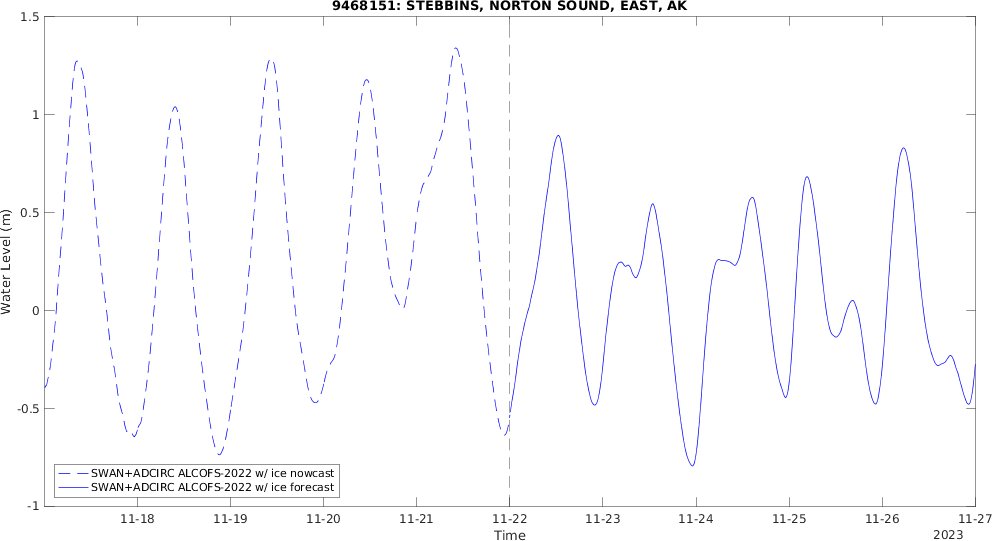 9468151: STEBBINS, NORTON SOUND, EAST, AK
1.5
1
0.5
0
-0.5
-1
Water Level (m)
SWAN+ADCIRC ALCOFS-2022 w/ ice nowcast
SWAN+ADCIRC ALCOFS-2022 w/ ice forecast
11-18 11-19 11-20 11-21 11-22 11-23 11-24 11-25 11-26 11-27
Time
2023